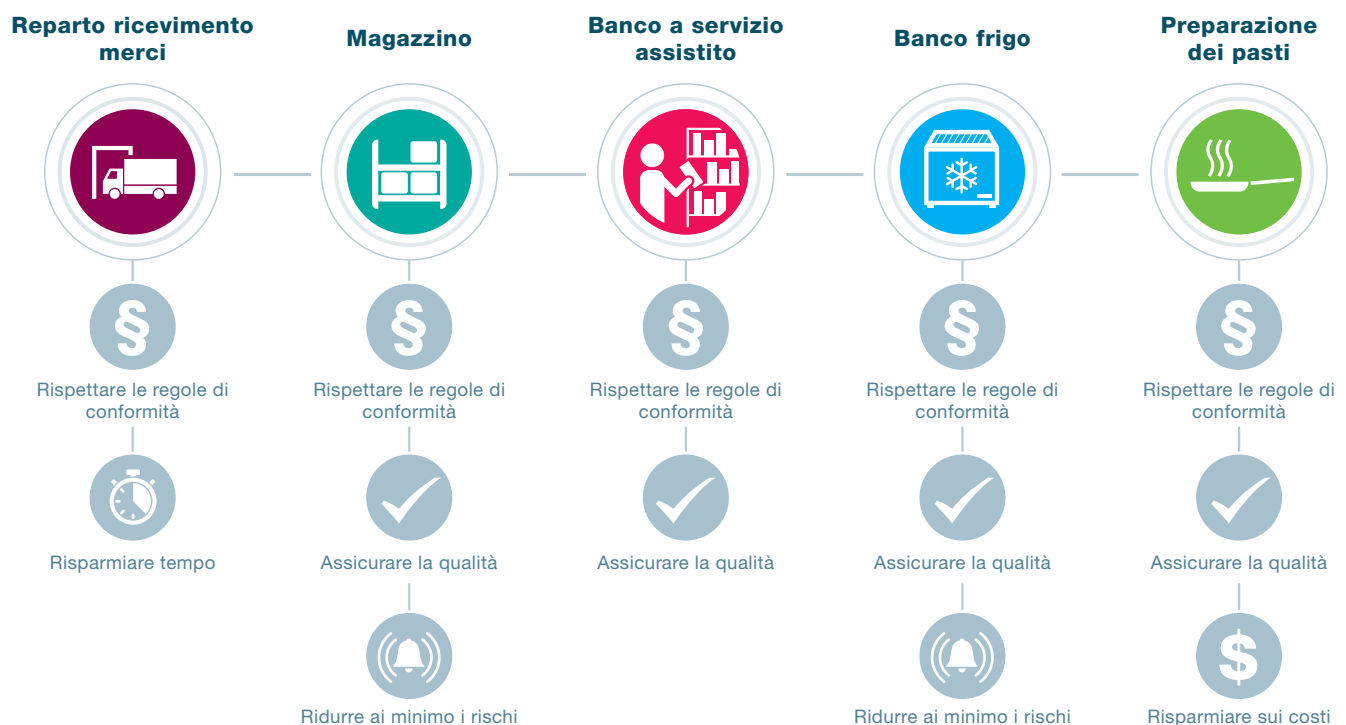 Reparto ricevimento
merci
Magazzino
Banco a servizio
assistito
Banco frigo
Preparazione
dei pasti
§
§
§
§
§
Rispettare le regole di
conformità
Rispettare le regole di
conformità
Rispettare le regole di
conformità
Rispettare le regole di
conformità
Rispettare le regole di
conformità
Risparmiare tempo
Assicurare la qualità
Assicurare la qualità
Assicurare la qualità
Assicurare la qualità
$
Ridurre ai minimo i rischi
Ridurre ai minimo i rischi
Risparmiare sui costi